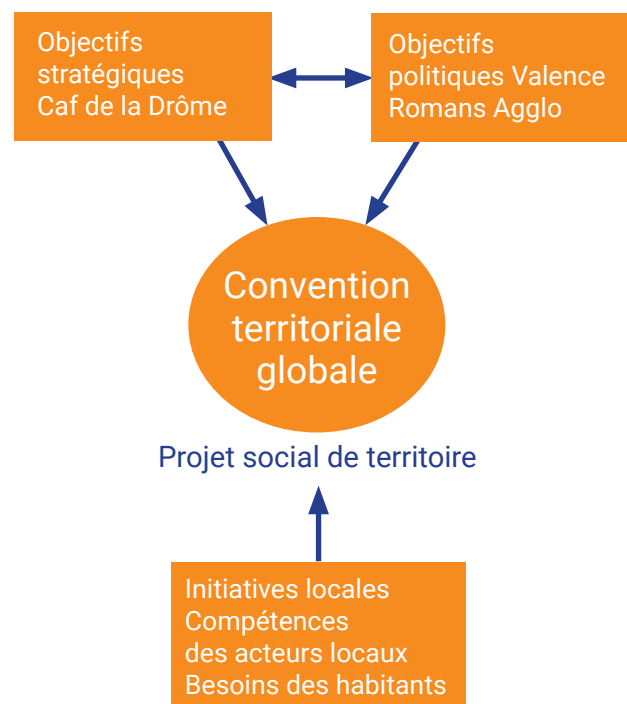 Objectifs
stratégiques
Caf de la Drôme
Objectifs
politiques Valence
Romans Agglo
Convention
territoriale
globale
Projet social de territoire
Initiatives locales
Compétences
des acteurs locaux
Besoins des habitants